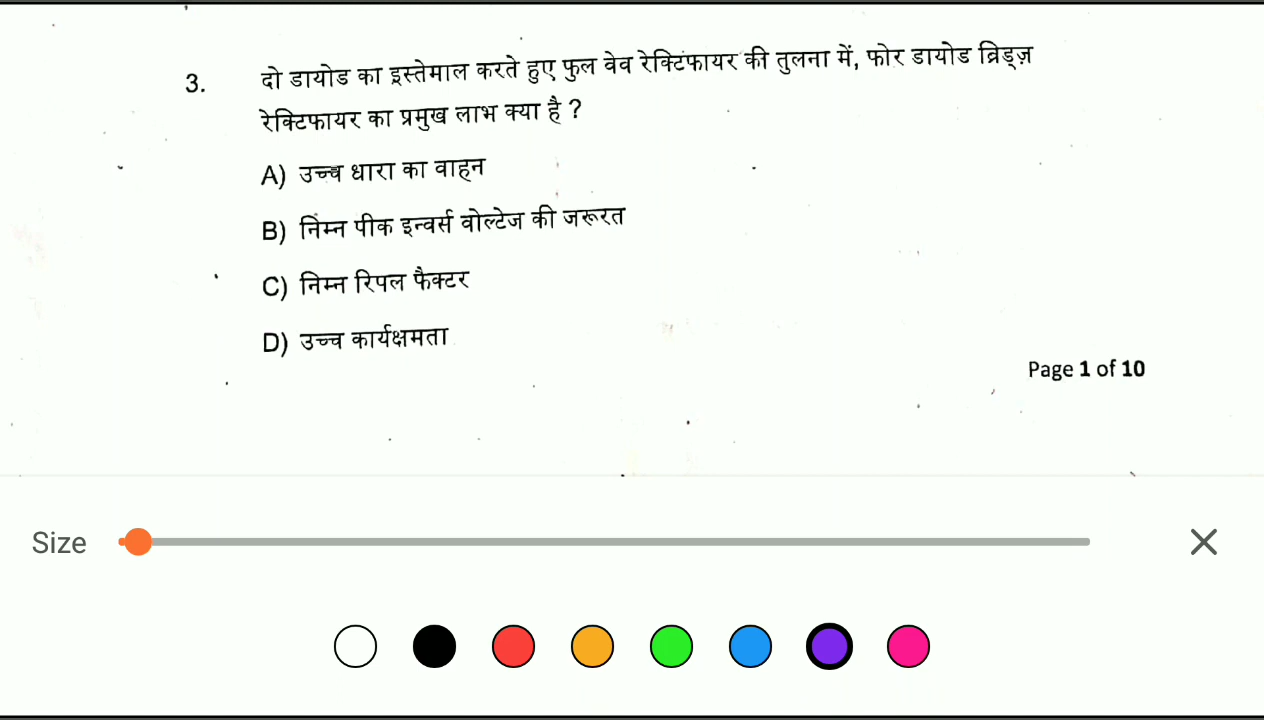 3. दो डायोड का इस्तेमाल करते हुए फुल वेव रेक्टिफायर की तुलना में, फोर डायोड ब्रिड्ज़
रेक्टिफायर का प्रमुख लाभ क्या है ?
A) उच्च धारा का वाहन
B) निम्न पीक इन्वर्स वोल्टेज की जरूरत
C) निम्न रिपल फैक्टर
D) उच्च कार्यक्षमता
Page 1 of 10
Size